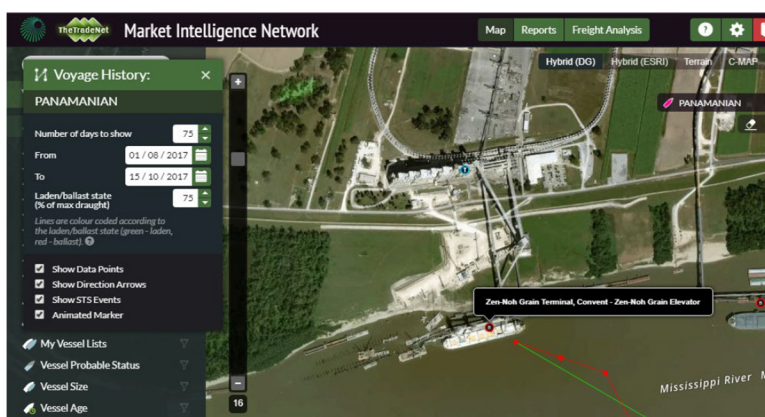 TheTradeNet
Market Intelligence Network
Map
Reports
Freight Analysis
?
Voyage History:
×
PANAMANIAN
Number of days to show
75
From
01 / 08 / 2017
To
15 / 10 / 2017
Laden/ballast state
(% of max draught)
75
Lines are colour coded according to
the laden/ballast state (green - laden,
red - ballast). ?
Show Data Points
Show Direction Arrows
Show STS Events
Animated Marker
My Vessel Lists
Vessel Probable Status
Vessel Size
Vessel Age
+
–
16
Hybrid (DG)
Hybrid (ESRI)
Terrain
C-MAP
PANAMANIAN
Zen-Noh Grain Terminal, Convent - Zen-Noh Grain Elevator
Mississippi River